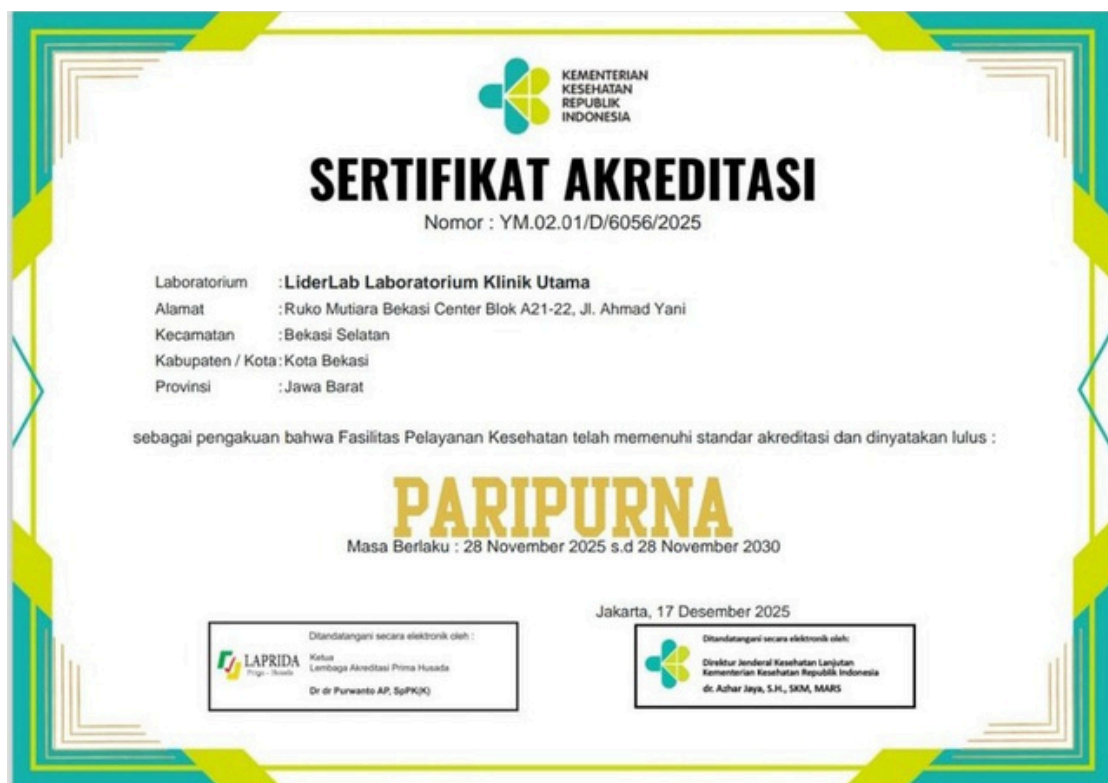 KEMENTERIAN
KESEHATAN
REPUBLIK
INDONESIA
SERTIFIKAT AKREDITASI
Nomor : YM.02.01/D/6056/2025
Laboratorium : LiderLab Laboratorium Klinik Utama
Alamat : Ruko Mutiara Bekasi Center Blok A21-22, Jl. Ahmad Yani
Kecamatan : Bekasi Selatan
Kabupaten / Kota : Kota Bekasi
Provinsi : Jawa Barat
sebagai pengakuan bahwa Fasilitas Pelayanan Kesehatan telah memenuhi standar akreditasi dan dinyatakan lulus :
PARIPURNA
Masa Berlaku : 28 November 2025 s.d 28 November 2030
Jakarta, 17 Desember 2025
LAPRIDA
Prima - Husada
Ditandatangani secara elektronik oleh :
Ketua
Lembaga Akreditasi Prima Husada
Dr dr Purwanto AP, SpPK(K)
Ditandatangani secara elektronik oleh:
Direktur Jenderal Kesehatan Lanjutan
Kementerian Kesehatan Republik Indonesia
dr. Azhar Jaya, S.H., SKM, MARS